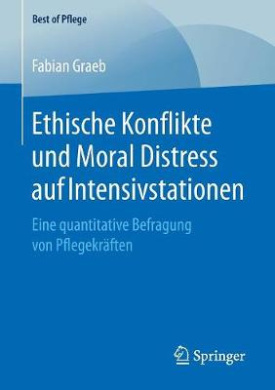 Best of Pflege
Fabian Graeb
Ethische Konflikte
und Moral Distress
auf Intensivstationen
Eine quantitative Befragung
von Pflegekräften
Springer